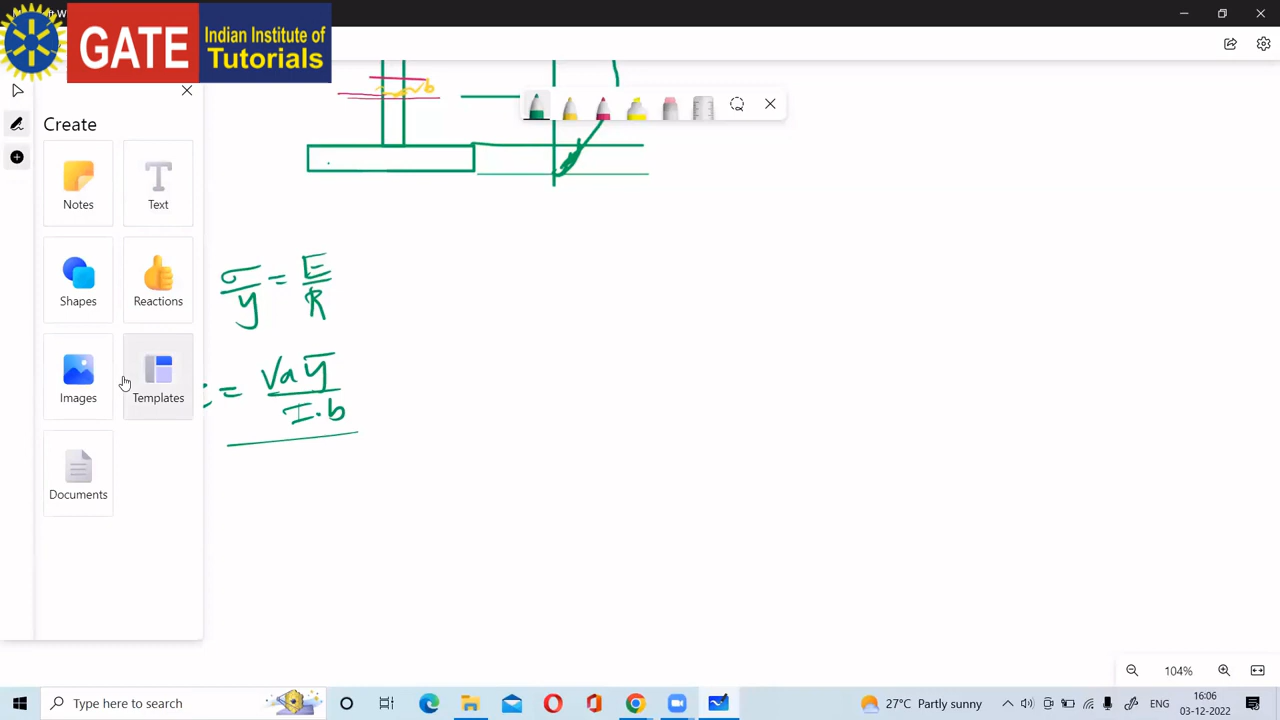 GATE Indian Institute of Tutorials
Create
Notes
Text
Shapes
Reactions
Images
Templates
Documents
b
σ/y = E/R
= Vaȳ/I·b
104%
Type here to search
27°C Partly sunny
ENG
16:06
03-12-2022